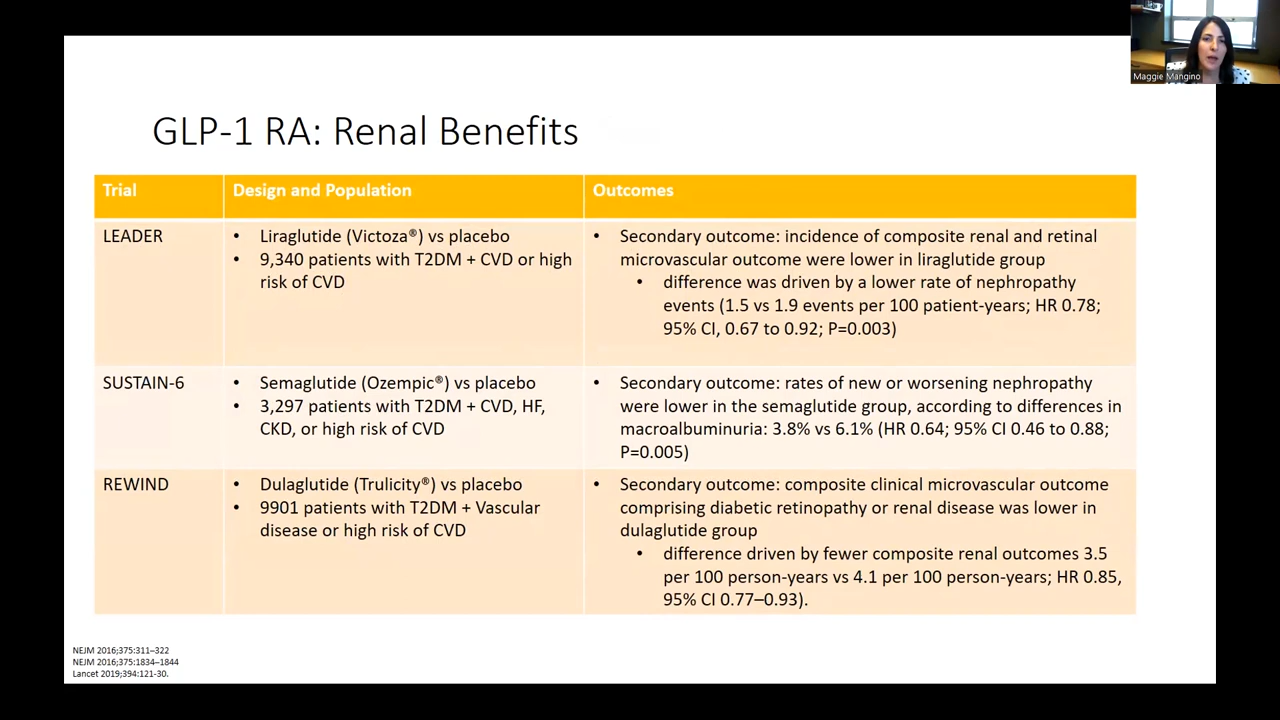 Maggie Mangino
GLP-1 RA: Renal Benefits
Trial
Design and Population
Outcomes
LEADER
• Liraglutide (Victoza®) vs placebo
• 9,340 patients with T2DM + CVD or high
risk of CVD
• Secondary outcome: incidence of composite renal and retinal
microvascular outcome were lower in liraglutide group
• difference was driven by a lower rate of nephropathy
events (1.5 vs 1.9 events per 100 patient-years; HR 0.78;
95% CI, 0.67 to 0.92; P=0.003)
SUSTAIN-6
• Semaglutide (Ozempic®) vs placebo
• 3,297 patients with T2DM + CVD, HF,
CKD, or high risk of CVD
• Secondary outcome: rates of new or worsening nephropathy
were lower in the semaglutide group, according to differences in
macroalbuminuria: 3.8% vs 6.1% (HR 0.64; 95% CI 0.46 to 0.88;
P=0.005)
REWIND
• Dulaglutide (Trulicity®) vs placebo
• 9901 patients with T2DM + Vascular
disease or high risk of CVD
• Secondary outcome: composite clinical microvascular outcome
comprising diabetic retinopathy or renal disease was lower in
dulaglutide group
• difference driven by fewer composite renal outcomes 3.5
per 100 person-years vs 4.1 per 100 person-years; HR 0.85,
95% CI 0.77–0.93).
NEJM 2016;375:311–322
NEJM 2016;375:1834–1844
Lancet 2019;394:121-30.